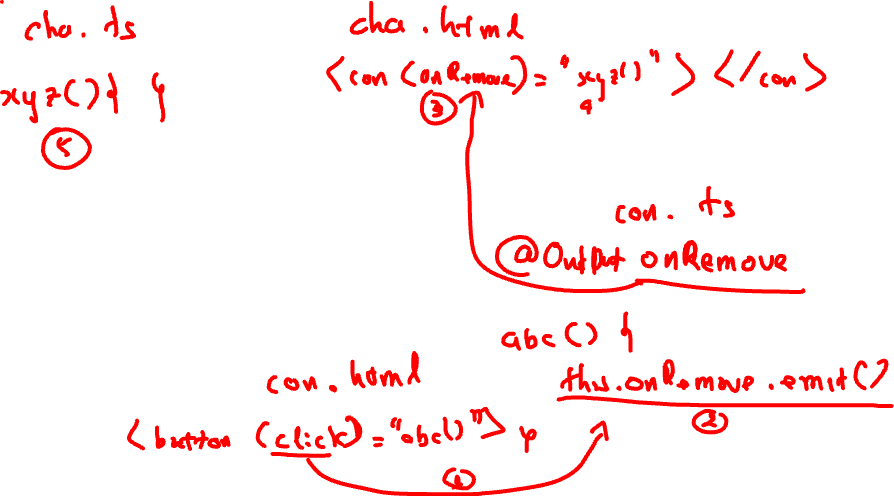 cha.ts
xyz(){ }
5
cha.html
<con (onRemove)="xyz()"></con>
3
4
con.ts
@Output onRemove
abc() {
this.onRemove.emit()
2
con.html
<button (click)="abc()">
1